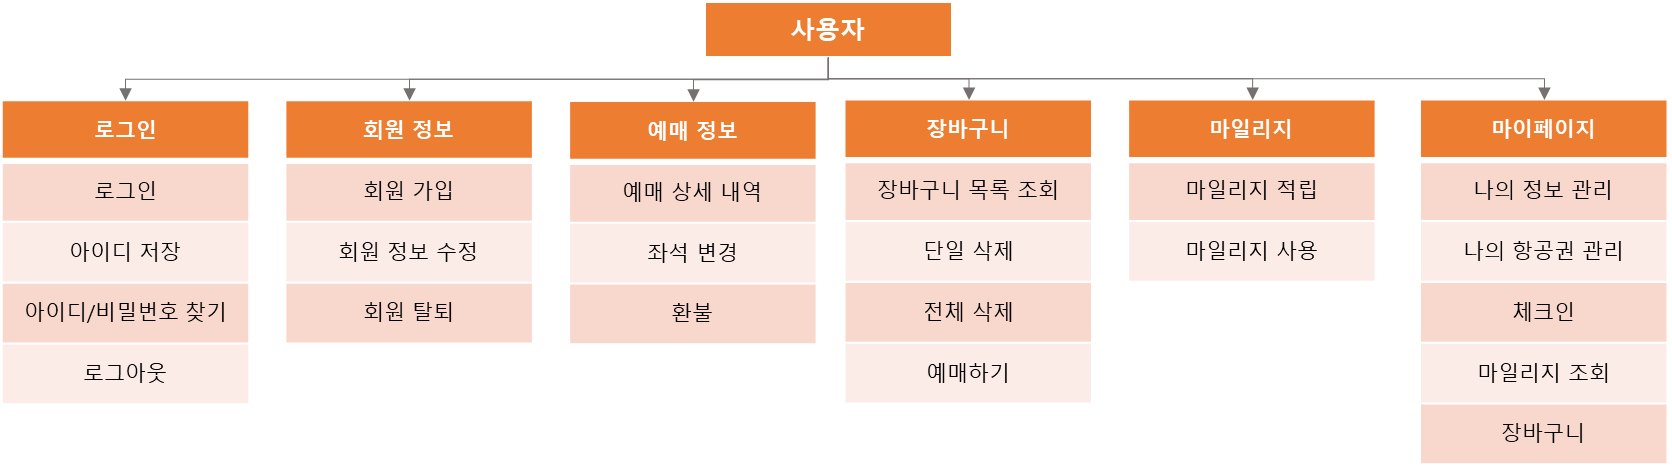 사용자
로그인
로그인
아이디 저장
아이디/비밀번호 찾기
로그아웃
회원 정보
회원 가입
회원 정보 수정
회원 탈퇴
예매 정보
예매 상세 내역
좌석 변경
환불
장바구니
장바구니 목록 조회
단일 삭제
전체 삭제
예매하기
마일리지
마일리지 적립
마일리지 사용
마이페이지
나의 정보 관리
나의 항공권 관리
체크인
마일리지 조회
장바구니